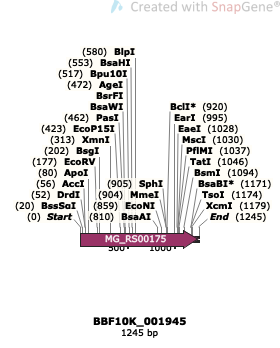 Created with SnapGene®
(580) BlpI
(553) BsaHI
(517) Bpu10I
(472) AgeI
BsrFI
BsaWI
(462) PasI
(423) EcoP15I
(313) XmnI
(202) BsgI
(177) EcoRV
(80) ApoI
(56) AccI
(52) DrdI
(20) BssSαI
(0) Start
(905) SphI
(904) MmeI
(859) EcoNI
(810) BsaAI
BclI* (920)
EarI (995)
EaeI (1028)
MscI (1030)
PflMI (1037)
TatI (1046)
BsmI (1094)
BsaBI* (1171)
TsoI (1174)
XcmI (1179)
End (1245)
MG_RS00175
500 1000
BBF10K_001945
1245 bp